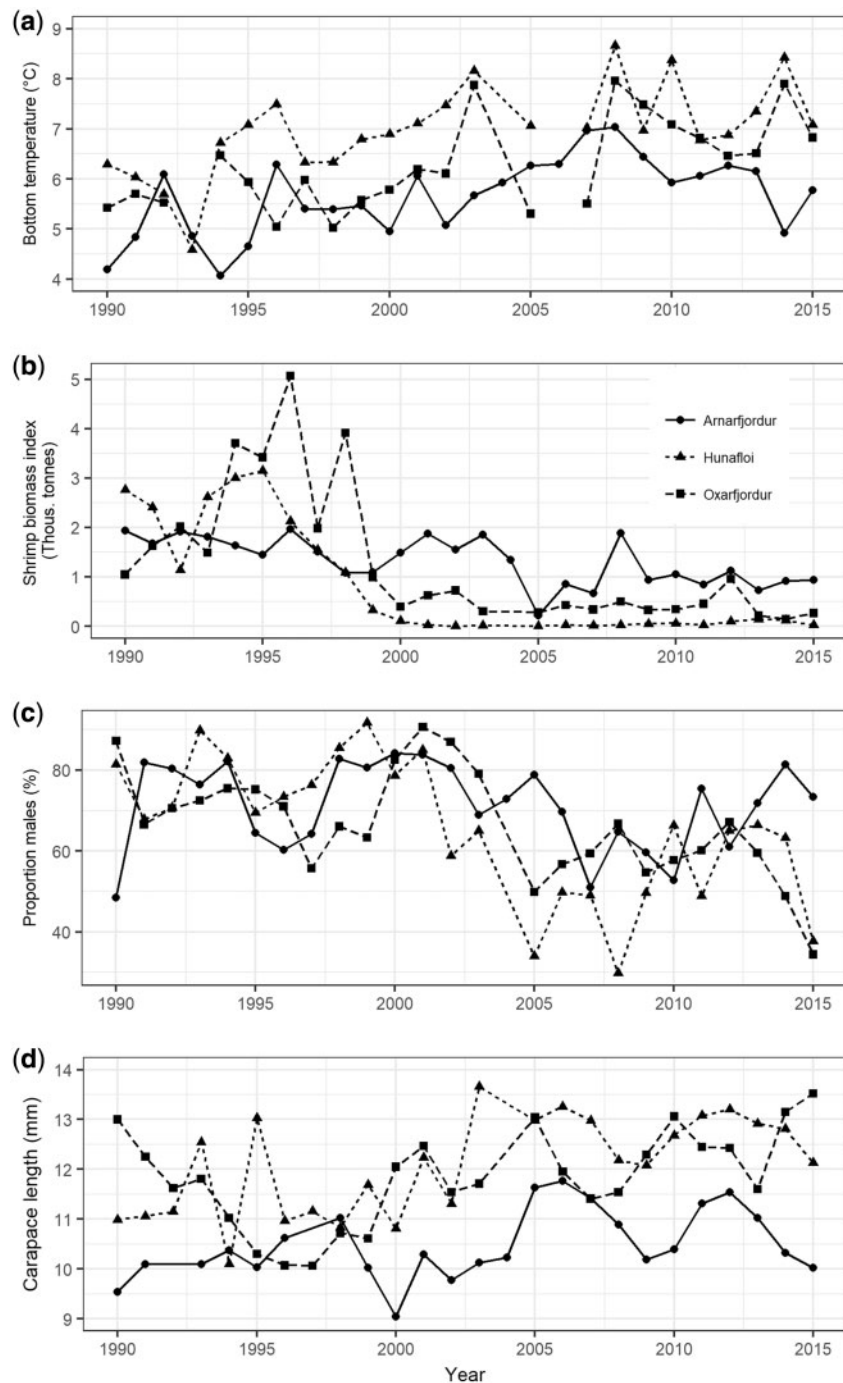 (a)
Bottom temperature (°C)
9
8
7
6
5
4
1990 1995 2000 2005 2010 2015
(b)
Shrimp biomass index
(Thous. tonnes)
5
4
3
2
1
0
Arnarfjordur
Hunafloi
Oxarfjordur
1990 1995 2000 2005 2010 2015
(c)
Proportion males (%)
80
60
40
1990 1995 2000 2005 2010 2015
(d)
Carapace length (mm)
14
13
12
11
10
9
1990 1995 2000 2005 2010 2015
Year